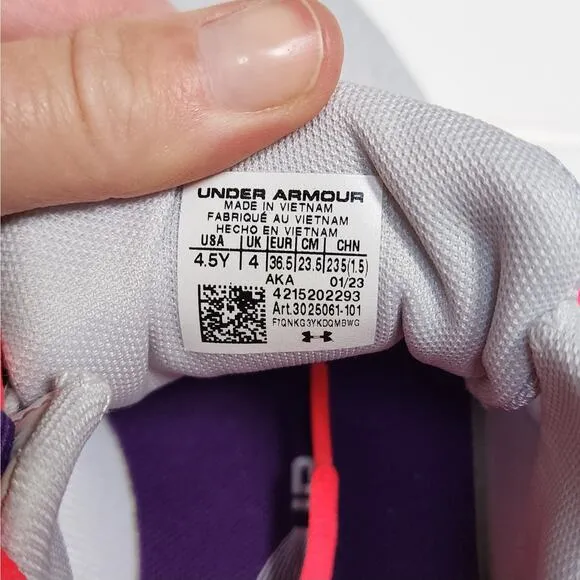 UNDER ARMOUR
MADE IN VIETNAM
FABRIQUÉ AU VIETNAM
HECHO EN VIETNAM
USA UK EUR CM CHN
4.5Y 4 36.5 23.5 235(1.5)
AKA 01/23
4215202293
Art.3025061-101
F1QNKG3YKDQMBWG